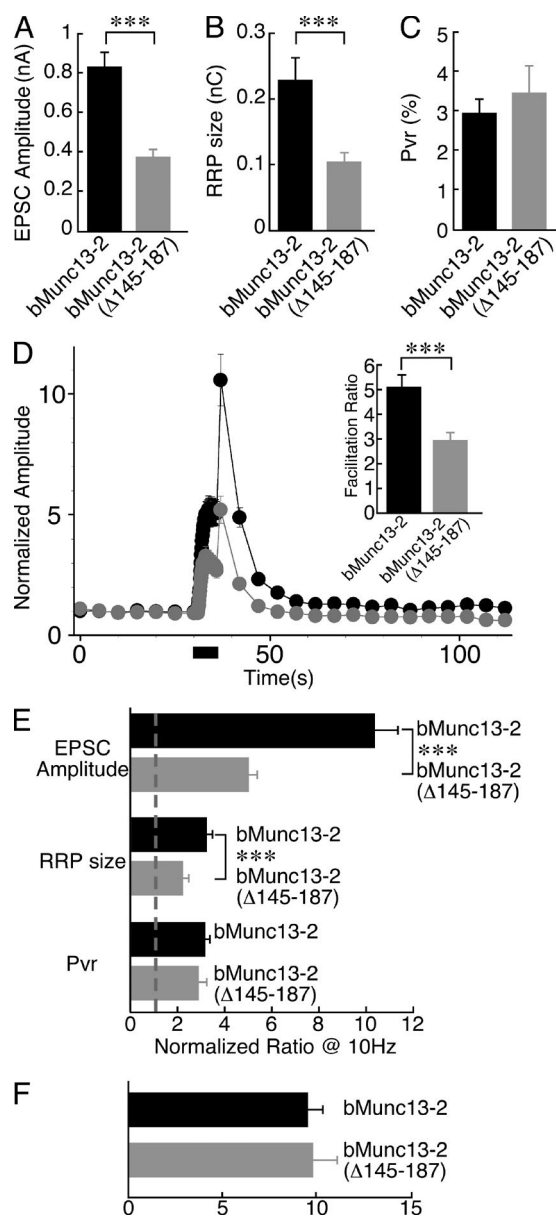 A
***
EPSC Amplitude (nA)
1
0.8
0.6
0.4
0.2
0
bMunc13-2
bMunc13-2
(Δ145-187)
B
***
RRP size (nC)
0.3
0.2
0.1
0
bMunc13-2
bMunc13-2
(Δ145-187)
C
Pvr (%)
5
4
3
2
1
0
bMunc13-2
bMunc13-2
(Δ145-187)
D
Normalized Amplitude
10
5
0
50
100
Time(s)
***
Facilitation Ratio
6
5
4
3
2
1
0
bMunc13-2
bMunc13-2
(Δ145-187)
E
EPSC
Amplitude
bMunc13-2
***
bMunc13-2
(Δ145-187)
RRP size
bMunc13-2
***
bMunc13-2
(Δ145-187)
Pvr
bMunc13-2
bMunc13-2
(Δ145-187)
0 2 4 6 8 10 12
Normalized Ratio @ 10Hz
F
bMunc13-2
bMunc13-2
(Δ145-187)
0 5 10 15